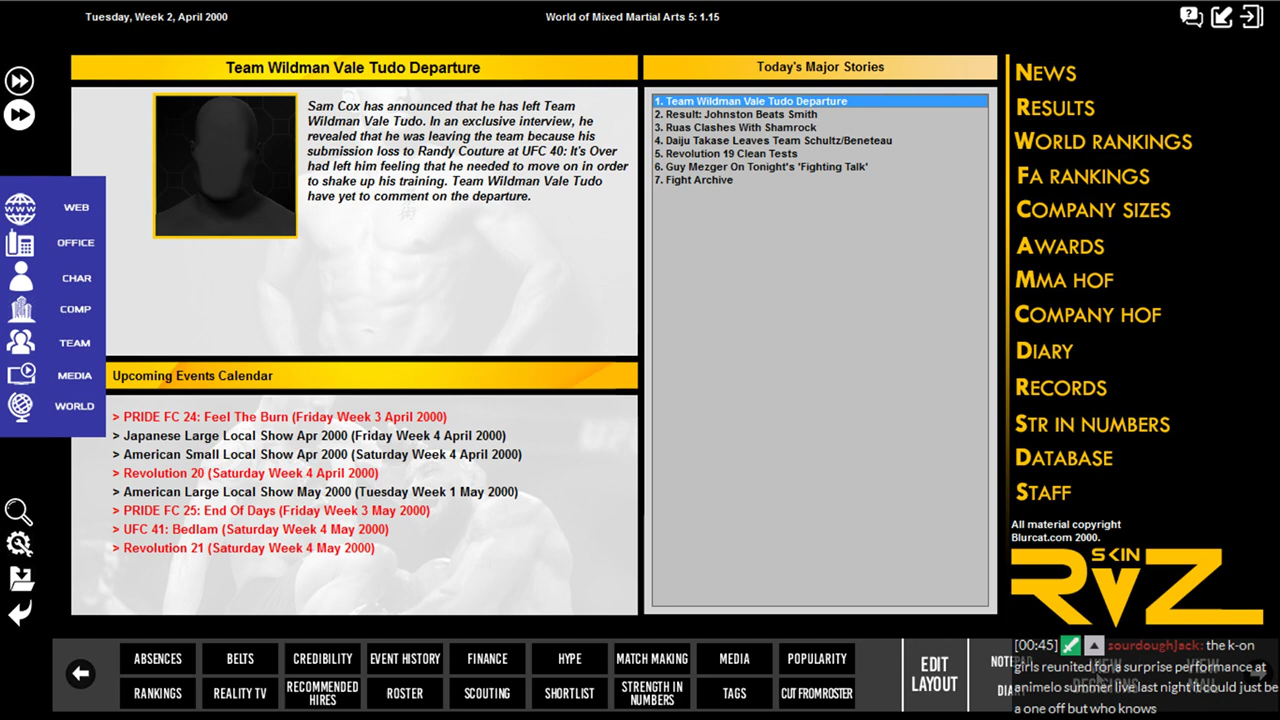 Tuesday, Week 2, April 2000
World of Mixed Martial Arts 5: 1.15
Team Wildman Vale Tudo Departure
Sam Cox has announced that he has left Team
Wildman Vale Tudo. In an exclusive interview, he
revealed that he was leaving the team because his
submission loss to Randy Couture at UFC 40: It's Over
had left him feeling that he needed to move on in order
to shake up his training. Team Wildman Vale Tudo
have yet to comment on the departure.
Today's Major Stories
1. Team Wildman Vale Tudo Departure
2. Result: Johnston Beats Smith
3. Ruas Clashes With Shamrock
4. Daiju Takase Leaves Team Schultz/Beneteau
5. Revolution 19 Clean Tests
6. Guy Mezger On Tonight's 'Fighting Talk'
7. Fight Archive
NEWS
RESULTS
WORLD RANKINGS
FA RANKINGS
COMPANY SIZES
AWARDS
MMA HOF
COMPANY HOF
DIARY
RECORDS
STR IN NUMBERS
DATABASE
STAFF
All material copyright
Blurcat.com 2000.
SKIN
RVZ
WWW
WEB
OFFICE
CHAR
COMP
TEAM
MEDIA
WORLD
Upcoming Events Calendar
> PRIDE FC 24: Feel The Burn (Friday Week 3 April 2000)
> Japanese Large Local Show Apr 2000 (Friday Week 4 April 2000)
> American Small Local Show Apr 2000 (Saturday Week 4 April 2000)
> Revolution 20 (Saturday Week 4 April 2000)
> American Large Local Show May 2000 (Tuesday Week 1 May 2000)
> PRIDE FC 25: End Of Days (Friday Week 3 May 2000)
> UFC 41: Bedlam (Saturday Week 4 May 2000)
> Revolution 21 (Saturday Week 4 May 2000)
ABSENCES
BELTS
CREDIBILITY
EVENT HISTORY
FINANCE
HYPE
MATCH MAKING
MEDIA
POPULARITY
RANKINGS
REALITY TV
RECOMMENDED
HIRES
ROSTER
SCOUTING
SHORTLIST
STRENGTH IN
NUMBERS
TAGS
CUT FROM ROSTER
EDIT
LAYOUT
[00:45] sourdoughjack: the k-on
girls reunited for a surprise performance at
animelo summer live last night it could just be
a one off but who knows